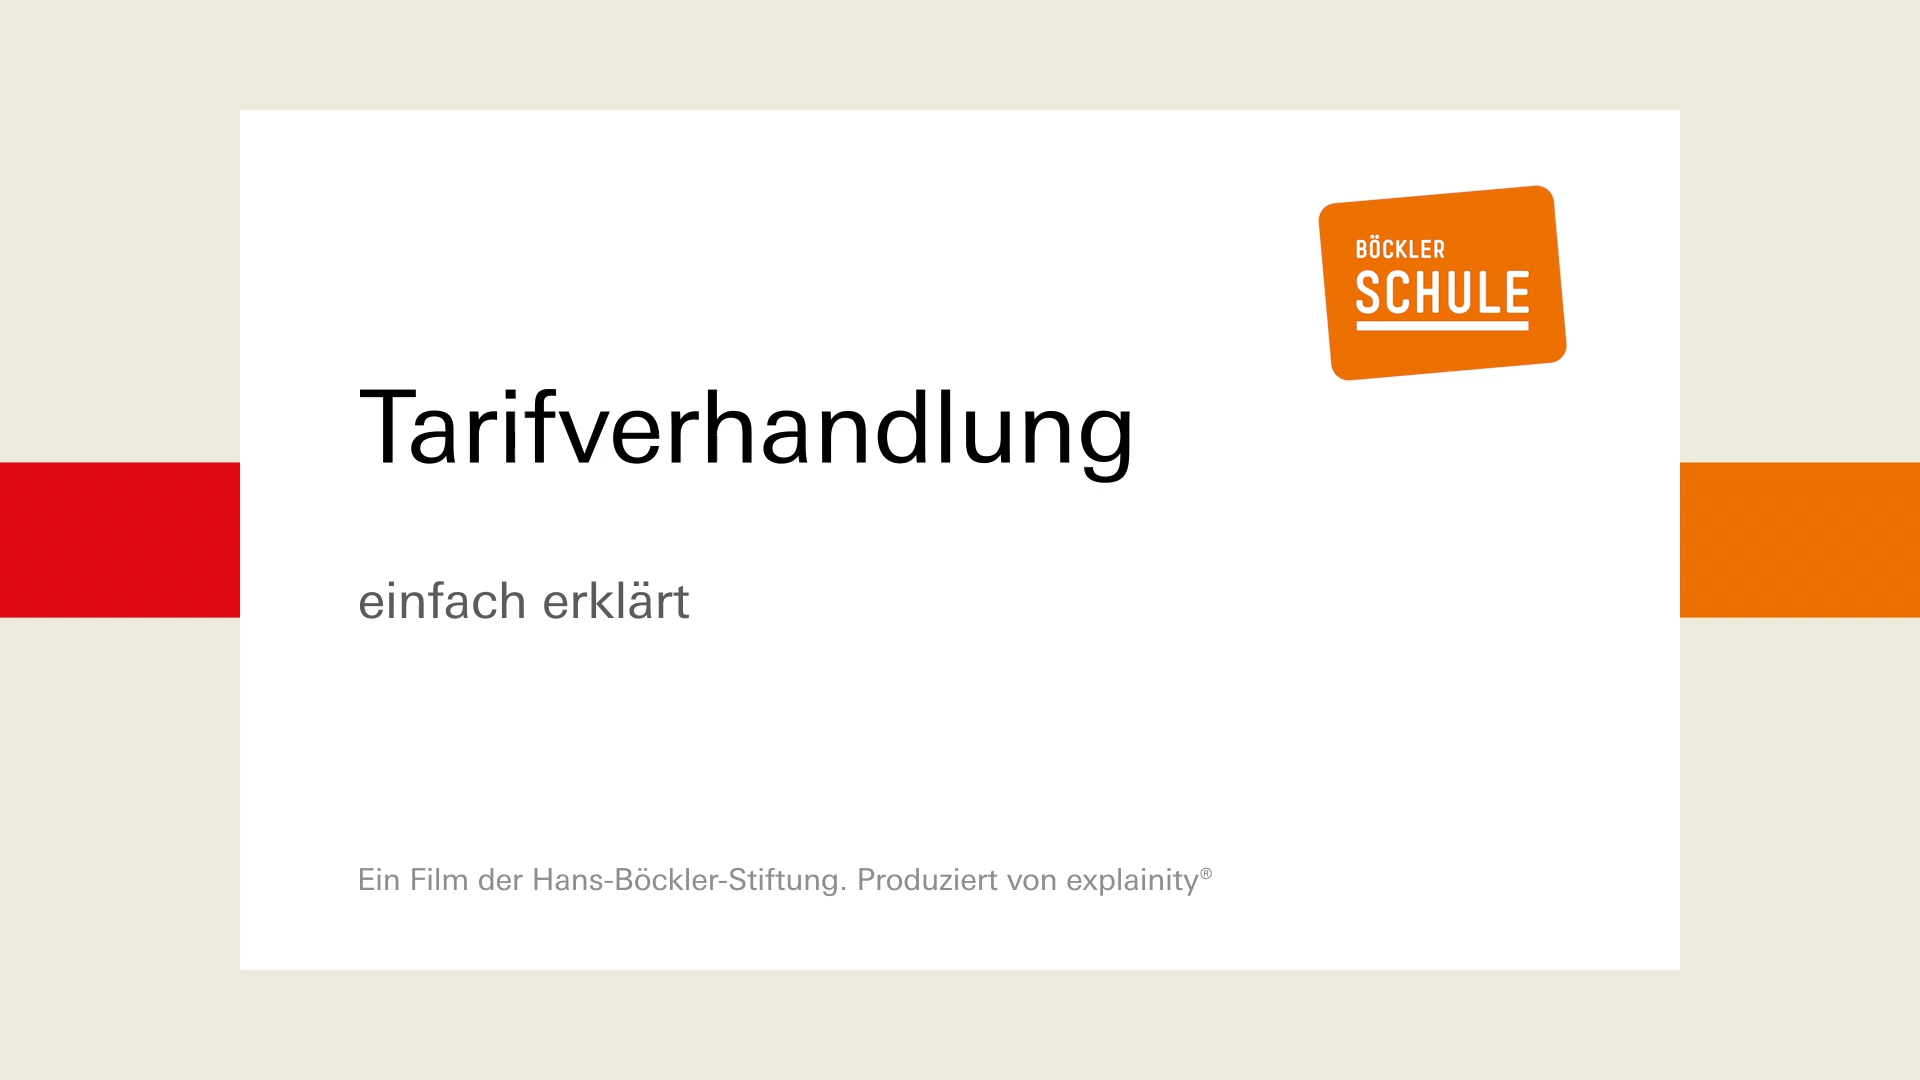 BÖCKLER
SCHULE
Tarifverhandlung
einfach erklärt
Ein Film der Hans-Böckler-Stiftung. Produziert von explainity®